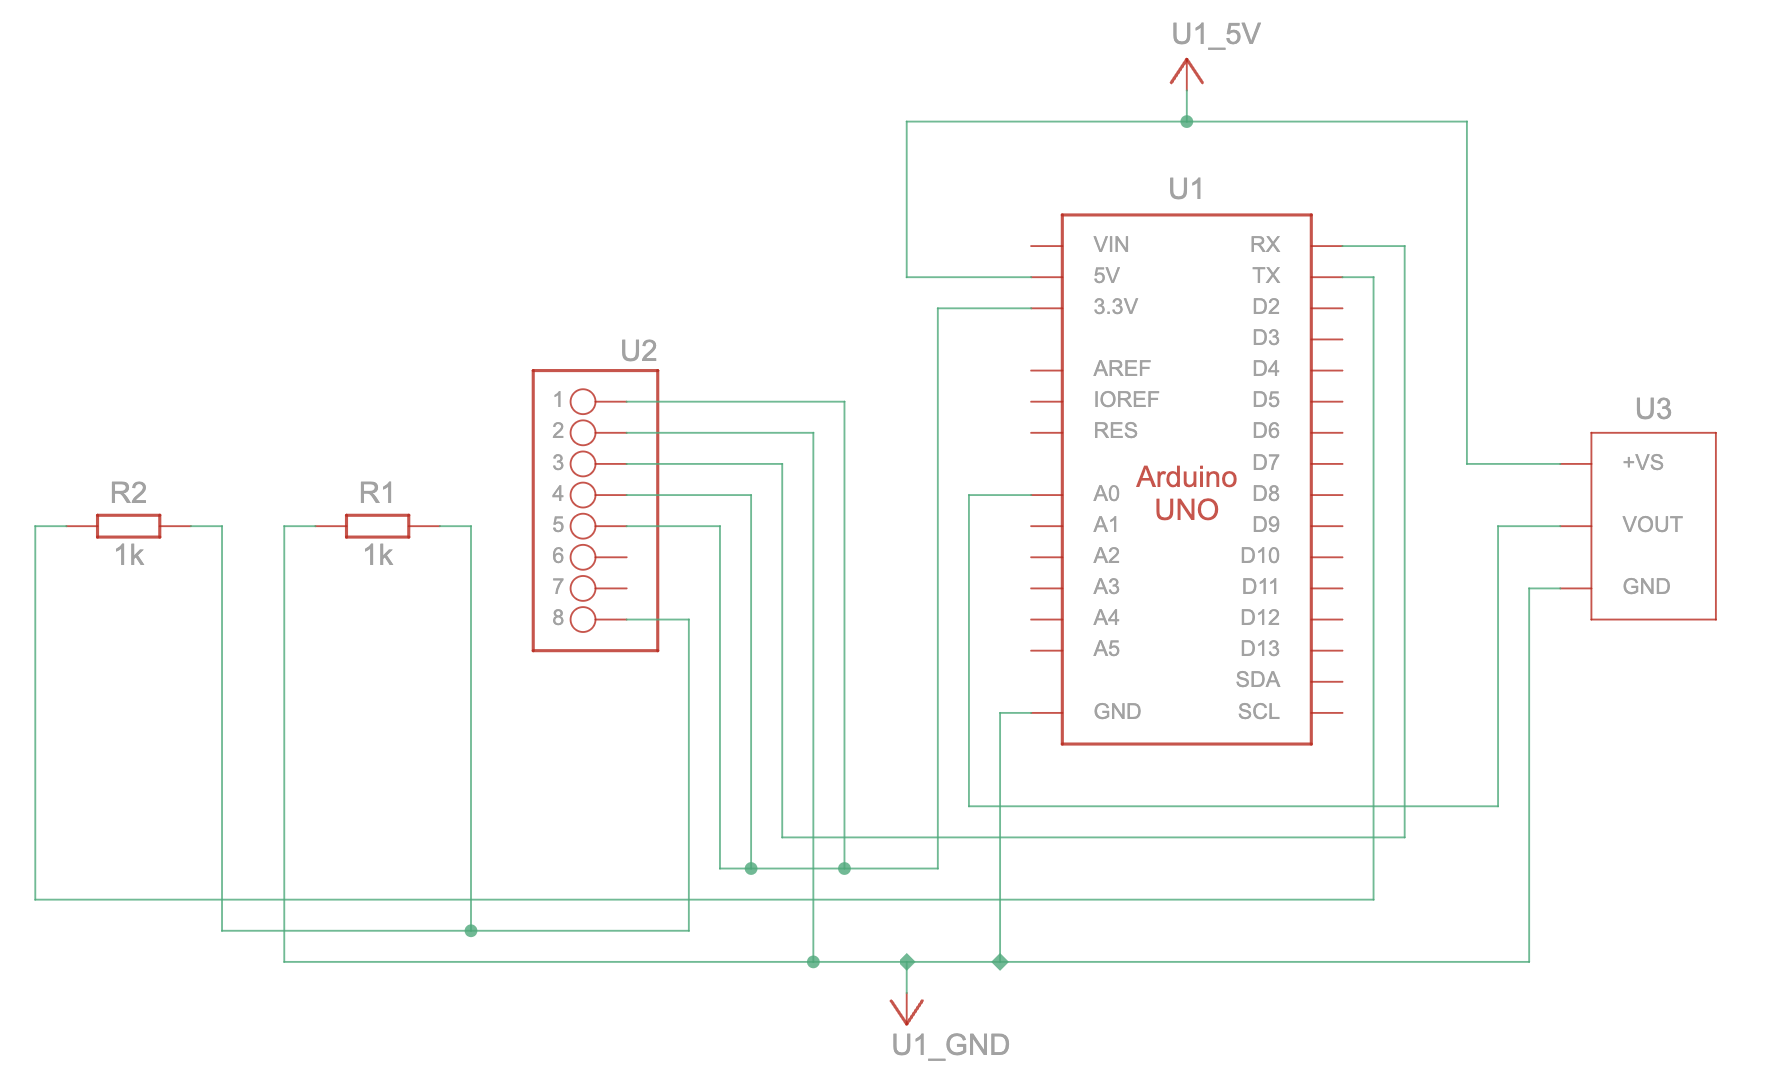 U1_5V
U1
VIN RX
5V TX
3.3V D2
D3
AREF D4
IOREF D5
RES D6
D7
Arduino
UNO
A0 D8
A1 D9
A2 D10
A3 D11
A4 D12
A5 D13
SDA
GND SCL
U2
1
2
3
4
5
6
7
8
R2
1k
R1
1k
U3
+VS
VOUT
GND
U1_GND